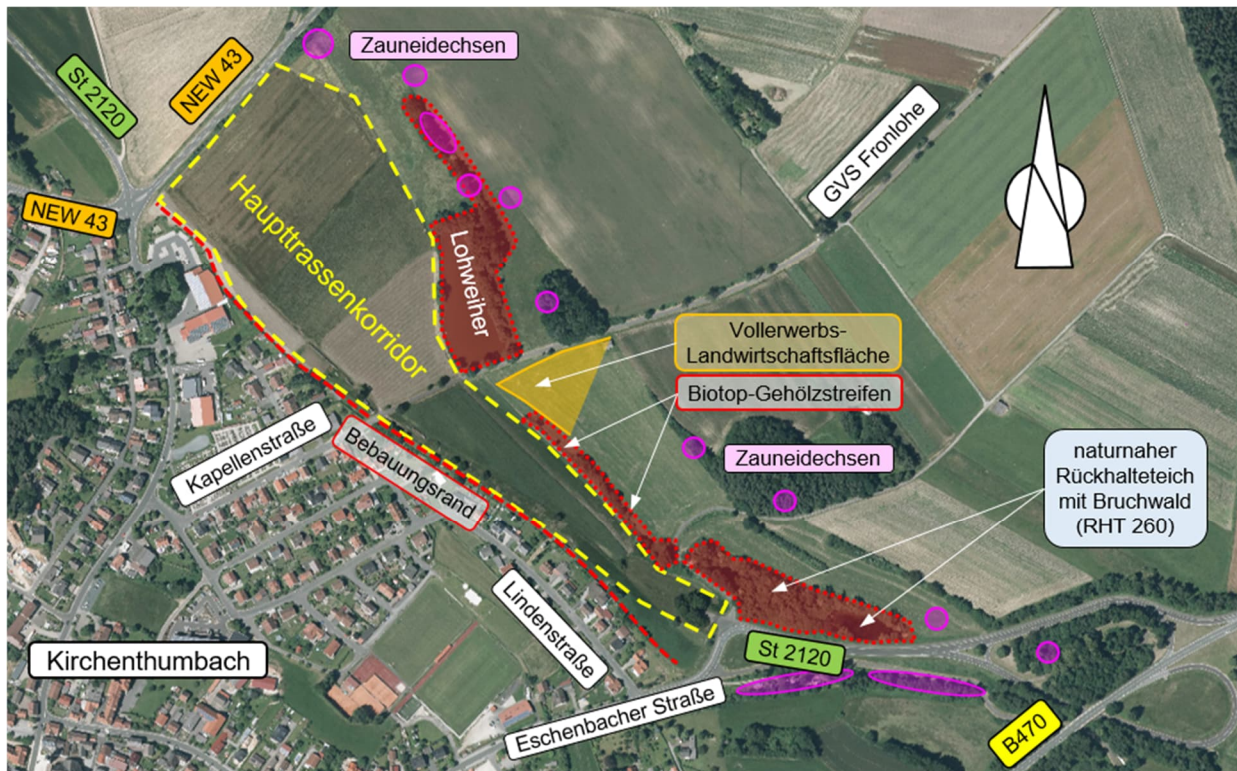 Zauneidechsen
NEW 43
St 2120
GVS Fronlohe
NEW 43
Haupttrassenkorridor
Lohweiher
Vollerwerbs-
Landwirtschaftsfläche
Biotop-Gehölzstreifen
Kapellenstraße
Bebauungsrand
Zauneidechsen
naturnaher
Rückhalteteich
mit Bruchwald
(RHT 260)
Lindenstraße
Kirchenthumbach
St 2120
Eschenbacher Straße
B470